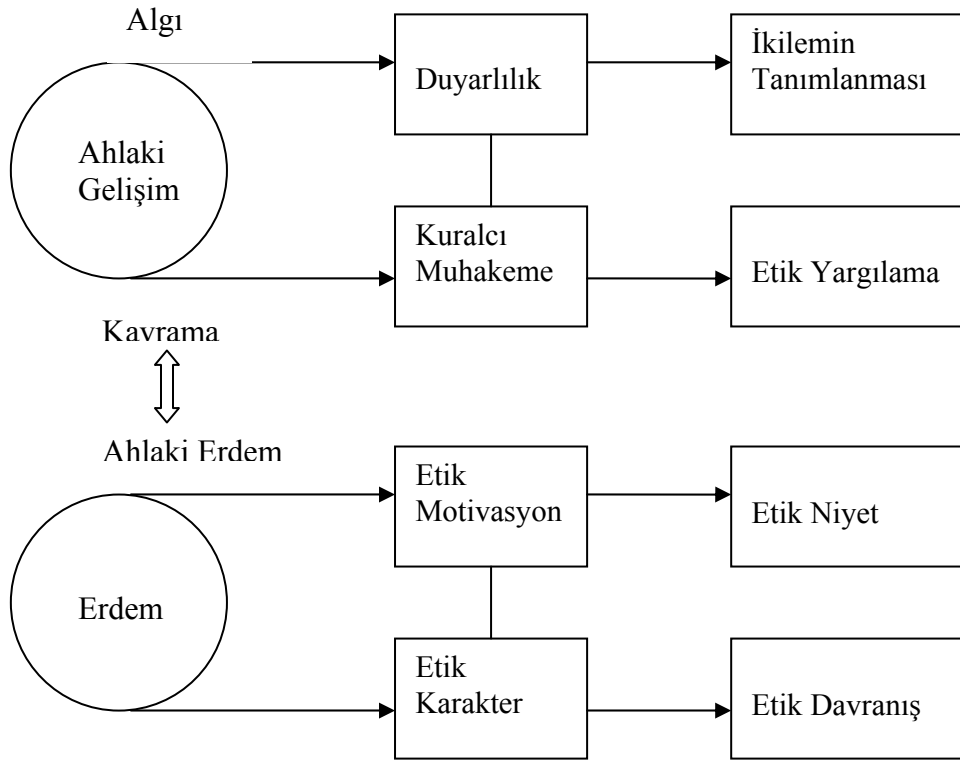 Algı
Duyarlılık
İkilemin
Tanımlanması
Ahlaki
Gelişim
Kuralcı
Muhakeme
Etik Yargılama
Kavrama
Ahlaki Erdem
Etik
Motivasyon
Etik Niyet
Erdem
Etik
Karakter
Etik Davranış